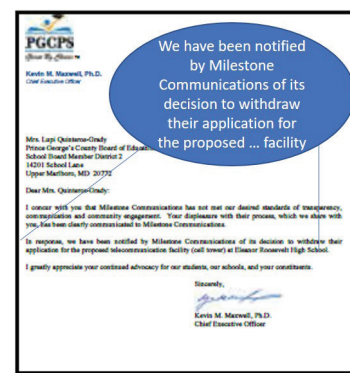 PGCPS
Great By Choice
Kevin M. Maxwell, Ph.D.
Chief Executive Officer
We have been notified
by Milestone
Communications of its
decision to withdraw
their application for
the proposed ... facility
Mrs. Lupi Quinteros-Grady
Prince George's County Board of Education
School Board Member District 2
14201 School Lane
Upper Marlboro, MD 20772
Dear Mrs. Quinteros-Grady:
I concur with you that Milestone Communications has not met our desired standards of transparency,
communication and community engagement. Your displeasure with their process, which we share with
you, has been clearly communicated to Milestone Communications.
In response, we have been notified by Milestone Communications of its decision to withdraw their
application for the proposed telecommunication facility (cell tower) at Eleanor Roosevelt High School.
I greatly appreciate your continued advocacy for our students, our schools, and your constituents.
Sincerely,
Kevin M. Maxwell, Ph.D.
Chief Executive Officer